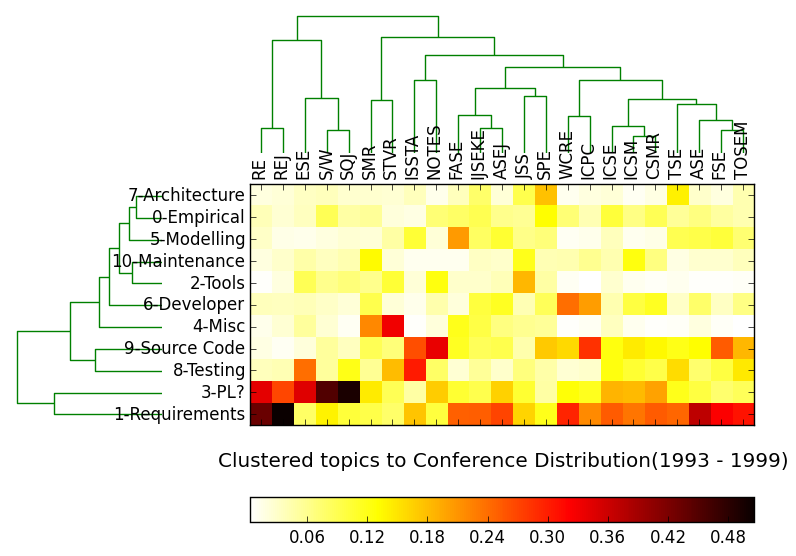 RE REJ ESE S/W SQJ SMR STVR ISSTA NOTES FASE IJSEKE ASEJ JSS SPE WCRE ICPC ICSE ICSM CSMR TSE ASE FSE TOSEM
7-Architecture
0-Empirical
5-Modelling
10-Maintenance
2-Tools
6-Developer
4-Misc
9-Source Code
8-Testing
3-PL?
1-Requirements
Clustered topics to Conference Distribution(1993 - 1999)
0.06 0.12 0.18 0.24 0.30 0.36 0.42 0.48